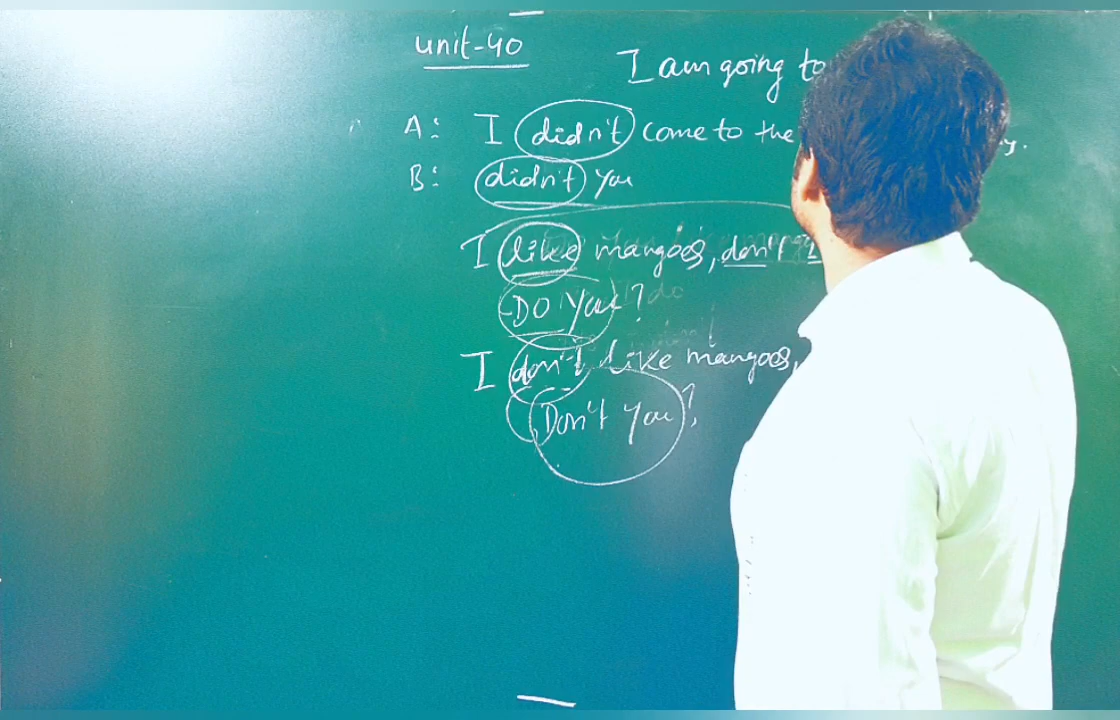 unit-40
I am going to
A: I didn't come to the
B: didn't you
I like mangoes, don't I
Do You?
I don't like mangoes,
Don't You?